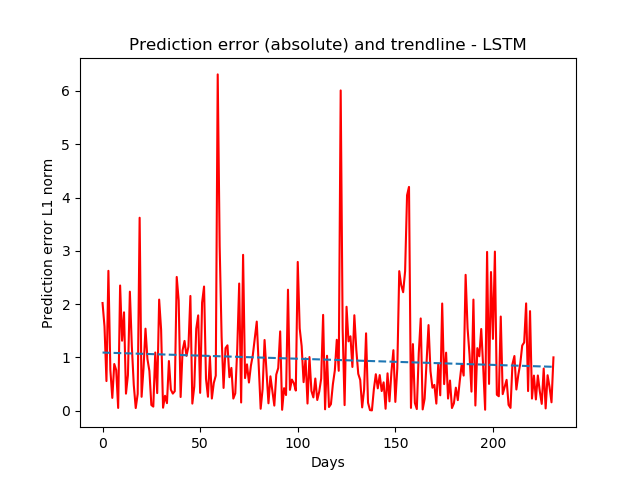 Prediction error (absolute) and trendline - LSTM
Prediction error L1 norm
6
5
4
3
2
1
0
0 50 100 150 200
Days